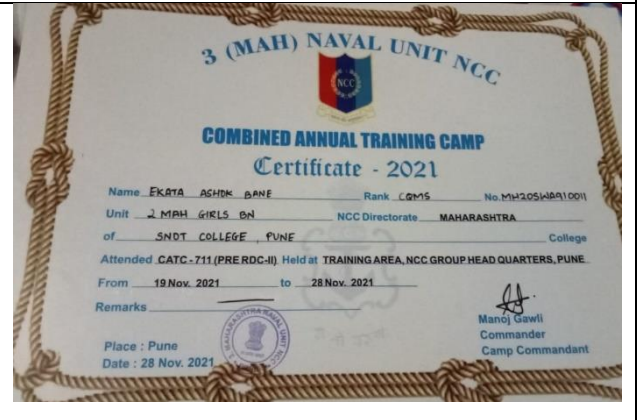 3 (MAH) NAVAL UNIT NCC
NCC
COMBINED ANNUAL TRAINING CAMP
Certificate - 2021
Name EKATA ASHOK BANE Rank CQMS No. MH20SWA910011
Unit 2 MAH GIRLS BN NCC Directorate MAHARASHTRA
of SNDT COLLEGE, PUNE College
Attended CATC - 711 (PRE RDC-II) Held at TRAINING AREA, NCC GROUP HEAD QUARTERS, PUNE
From 19 Nov. 2021 to 28 Nov. 2021
Remarks
Manoj Gawli
Commander
Camp Commandant
Place : Pune
Date : 28 Nov. 2021